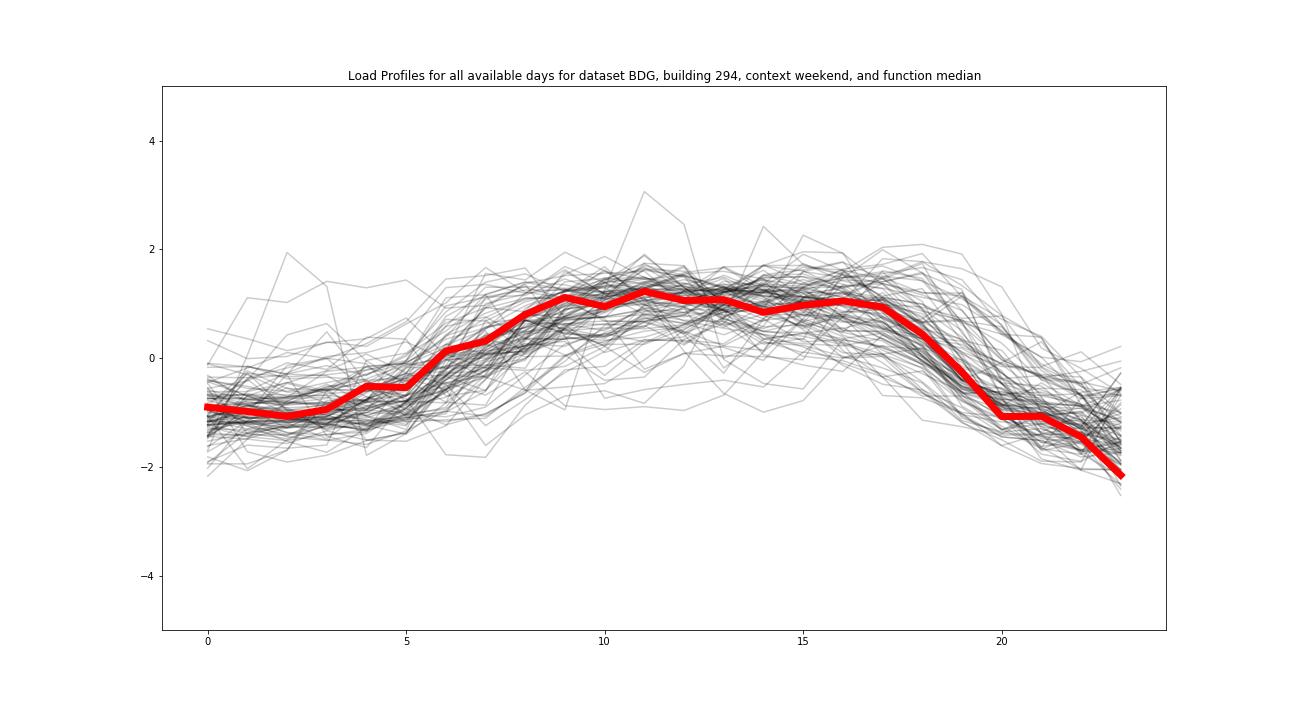 Load Profiles for all available days for dataset BDG, building 294, context weekend, and function median
4
2
0
−2
−4
0 5 10 15 20